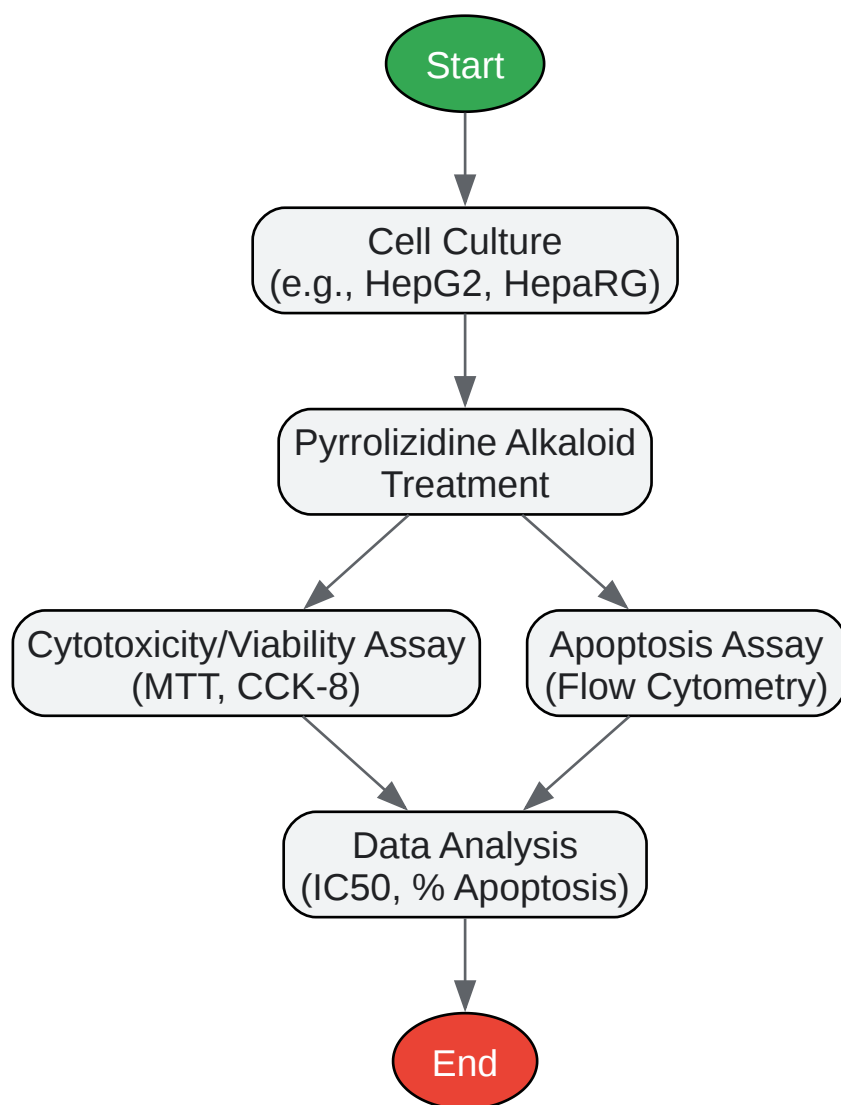 Start
Cell Culture
(e.g., HepG2, HepaRG)
Pyrrolizidine Alkaloid
Treatment
Cytotoxicity/Viability Assay
(MTT, CCK-8)
Apoptosis Assay
(Flow Cytometry)
Data Analysis
(IC50, % Apoptosis)
End